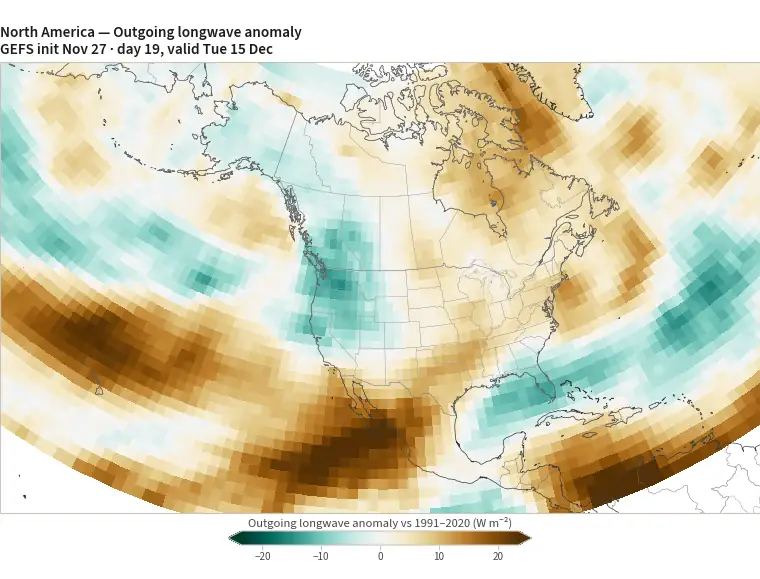 North America — Outgoing longwave anomaly
GEFS init Nov 27 · day 19, valid Tue 15 Dec
Outgoing longwave anomaly vs 1991–2020 (W m⁻²)
−20 −10 0 10 20